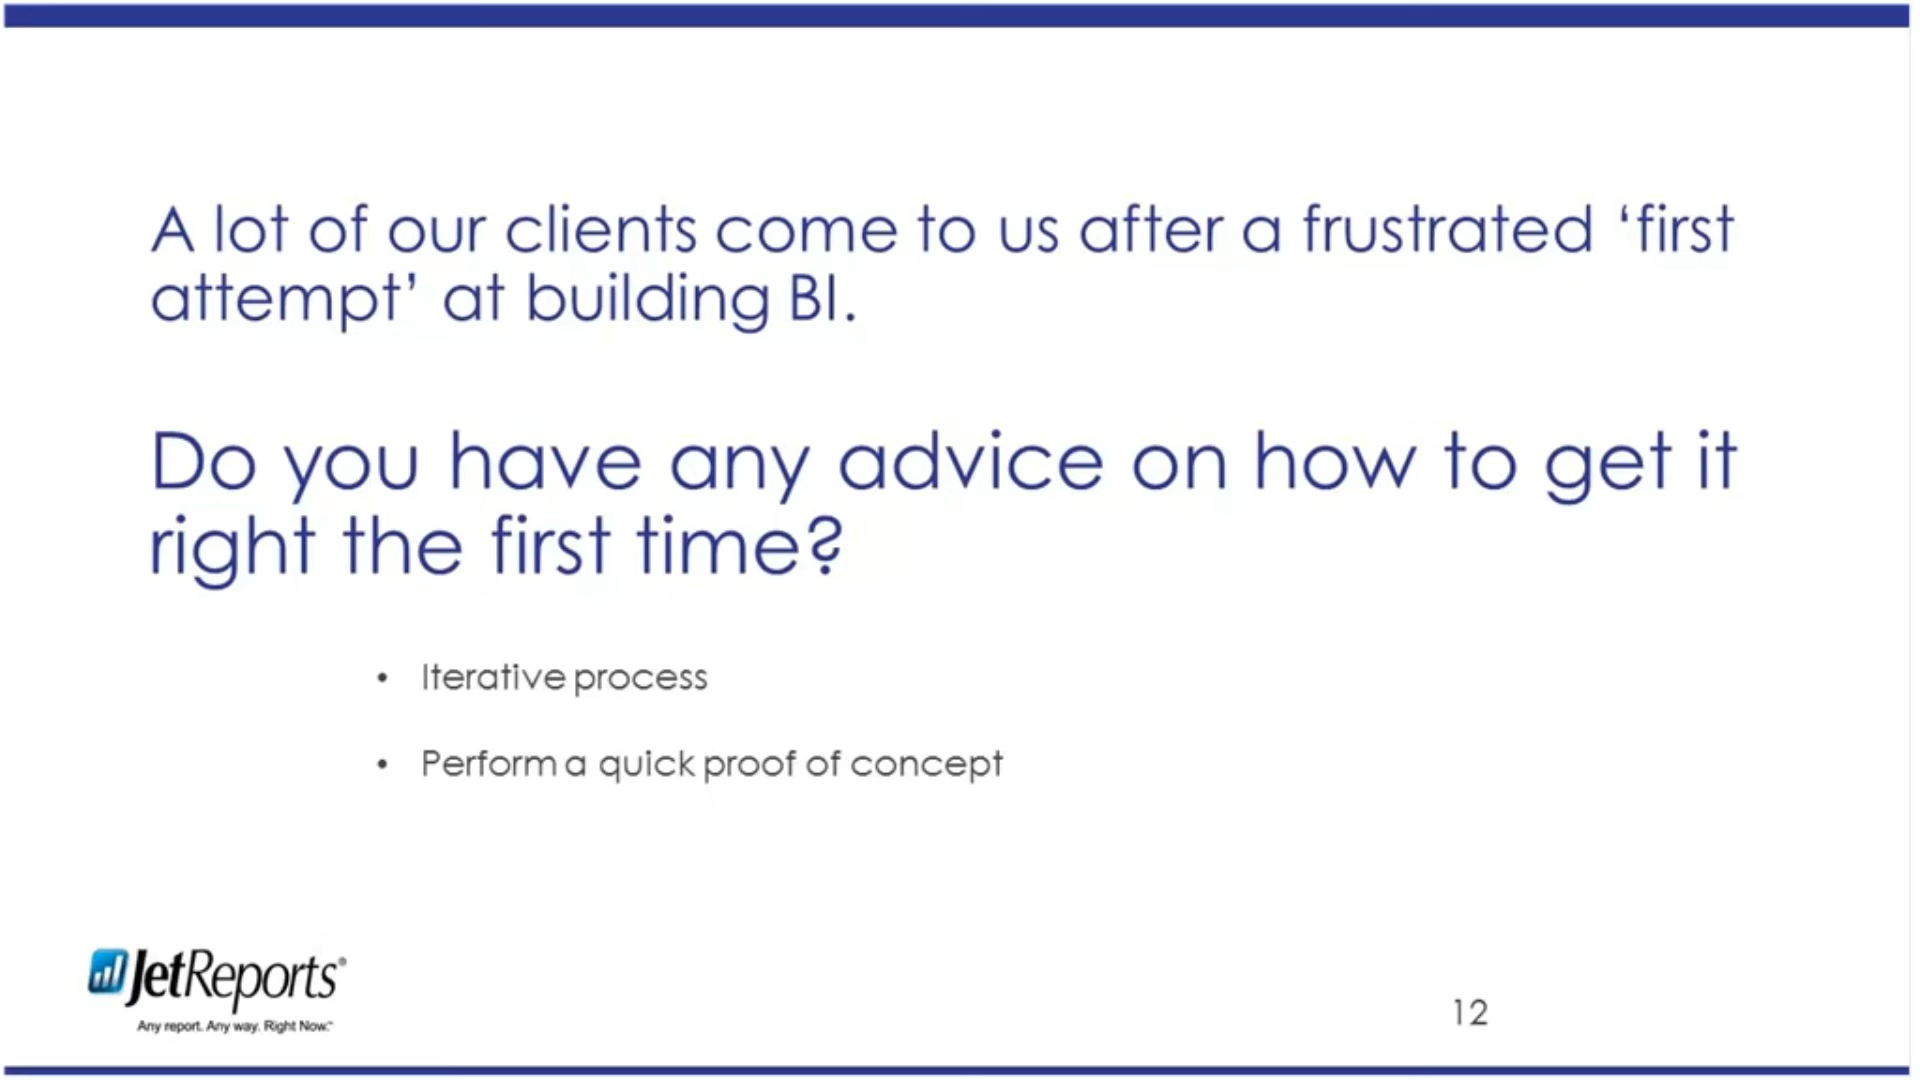 A lot of our clients come to us after a frustrated ‘first
attempt’ at building BI.
Do you have any advice on how to get it
right the first time?
• Iterative process
• Perform a quick proof of concept
JetReports®
Any report. Any way. Right Now.™
12